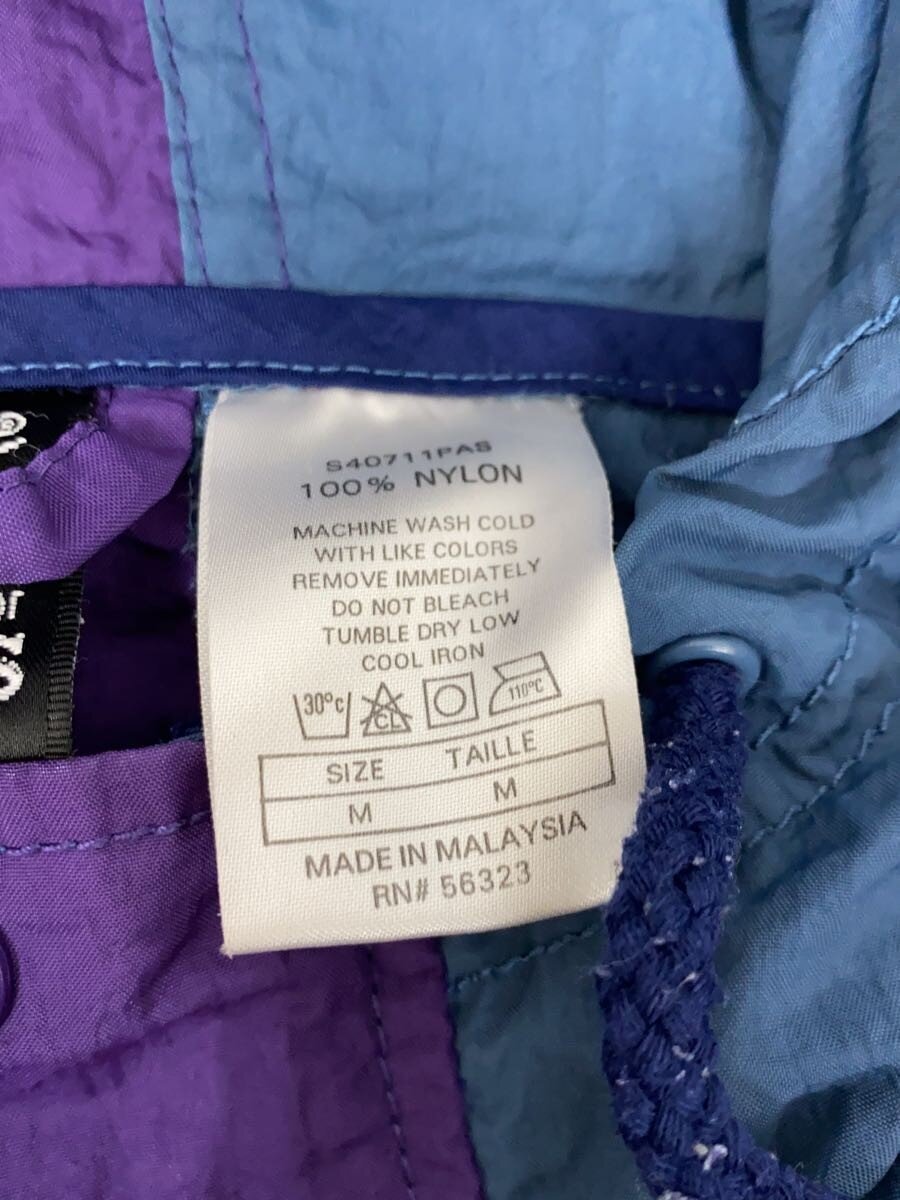 S40711PAS
100% NYLON
MACHINE WASH COLD
WITH LIKE COLORS
REMOVE IMMEDIATELY
DO NOT BLEACH
TUMBLE DRY LOW
COOL IRON
30°c CL 110°C
SIZE TAILLE
M M
MADE IN MALAYSIA
RN# 56323